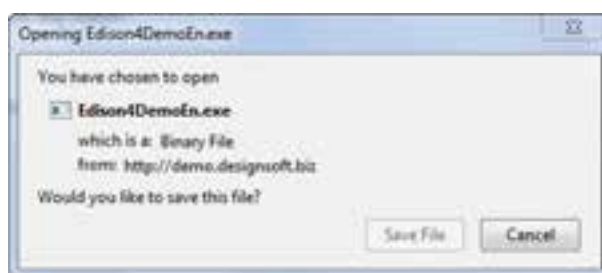 Opening Edison4DemoEn.exe
You have chosen to open
Edison4DemoEn.exe
which is a: Binary File
from: http://demo.designsoft.biz
Would you like to save this file?
Save File Cancel